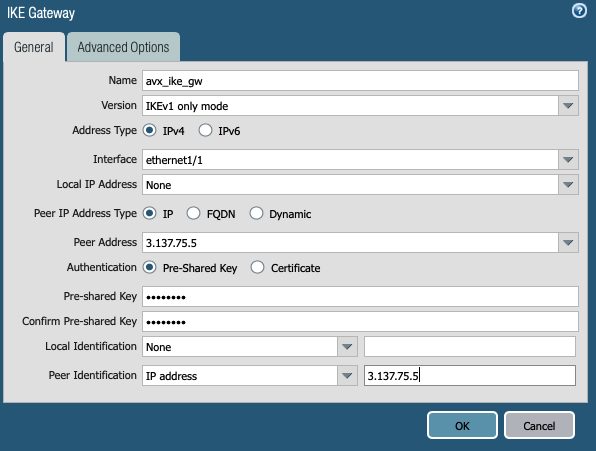 IKE Gateway
General Advanced Options
Name avx_ike_gw
Version IKEv1 only mode
Address Type IPv4 IPv6
Interface ethernet1/1
Local IP Address None
Peer IP Address Type IP FQDN Dynamic
Peer Address 3.137.75.5
Authentication Pre-Shared Key Certificate
Pre-shared Key ••••••••
Confirm Pre-shared Key ••••••••
Local Identification None
Peer Identification IP address 3.137.75.5
OK Cancel